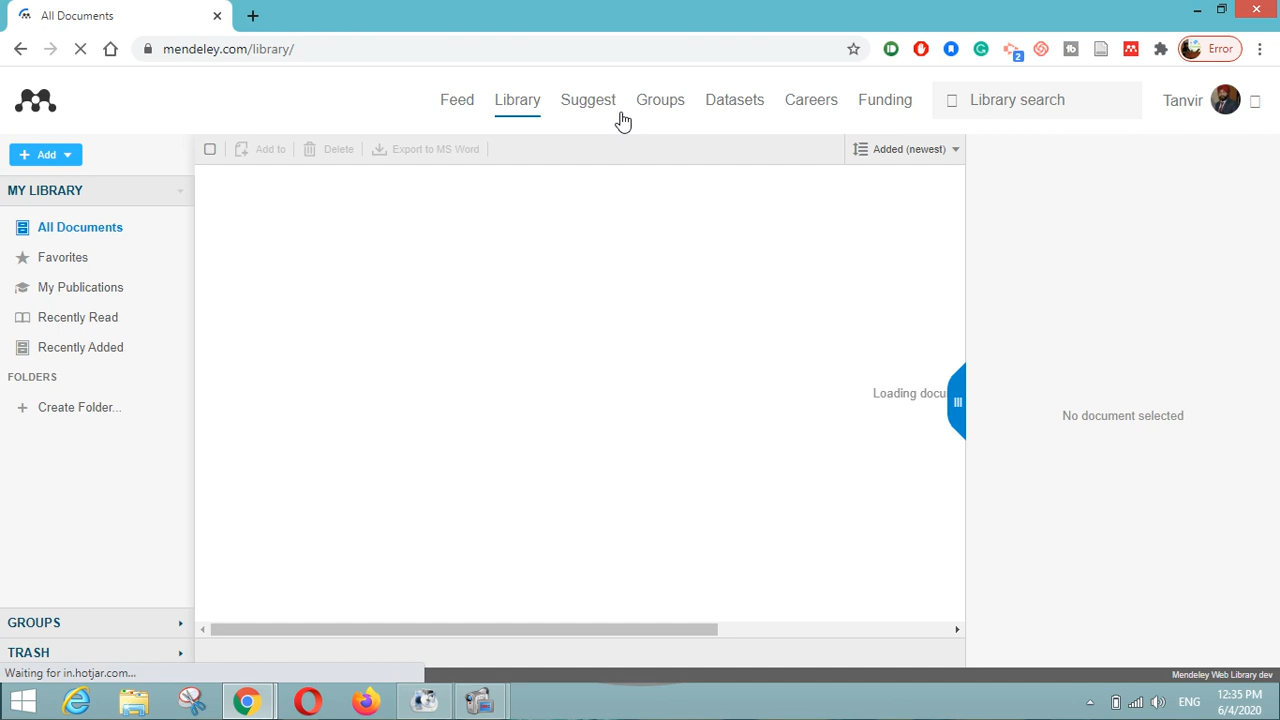 All Documents
mendeley.com/library/
2
Error
Feed
Library
Suggest
Groups
Datasets
Careers
Funding
Library search
Tanvir
Add
Add to
Delete
Export to MS Word
Added (newest)
MY LIBRARY
All Documents
Favorites
My Publications
Recently Read
Recently Added
FOLDERS
Create Folder...
Loading docu
No document selected
GROUPS
TRASH
Waiting for in.hotjar.com...
Mendeley Web Library dev
ENG
12:35 PM
6/4/2020